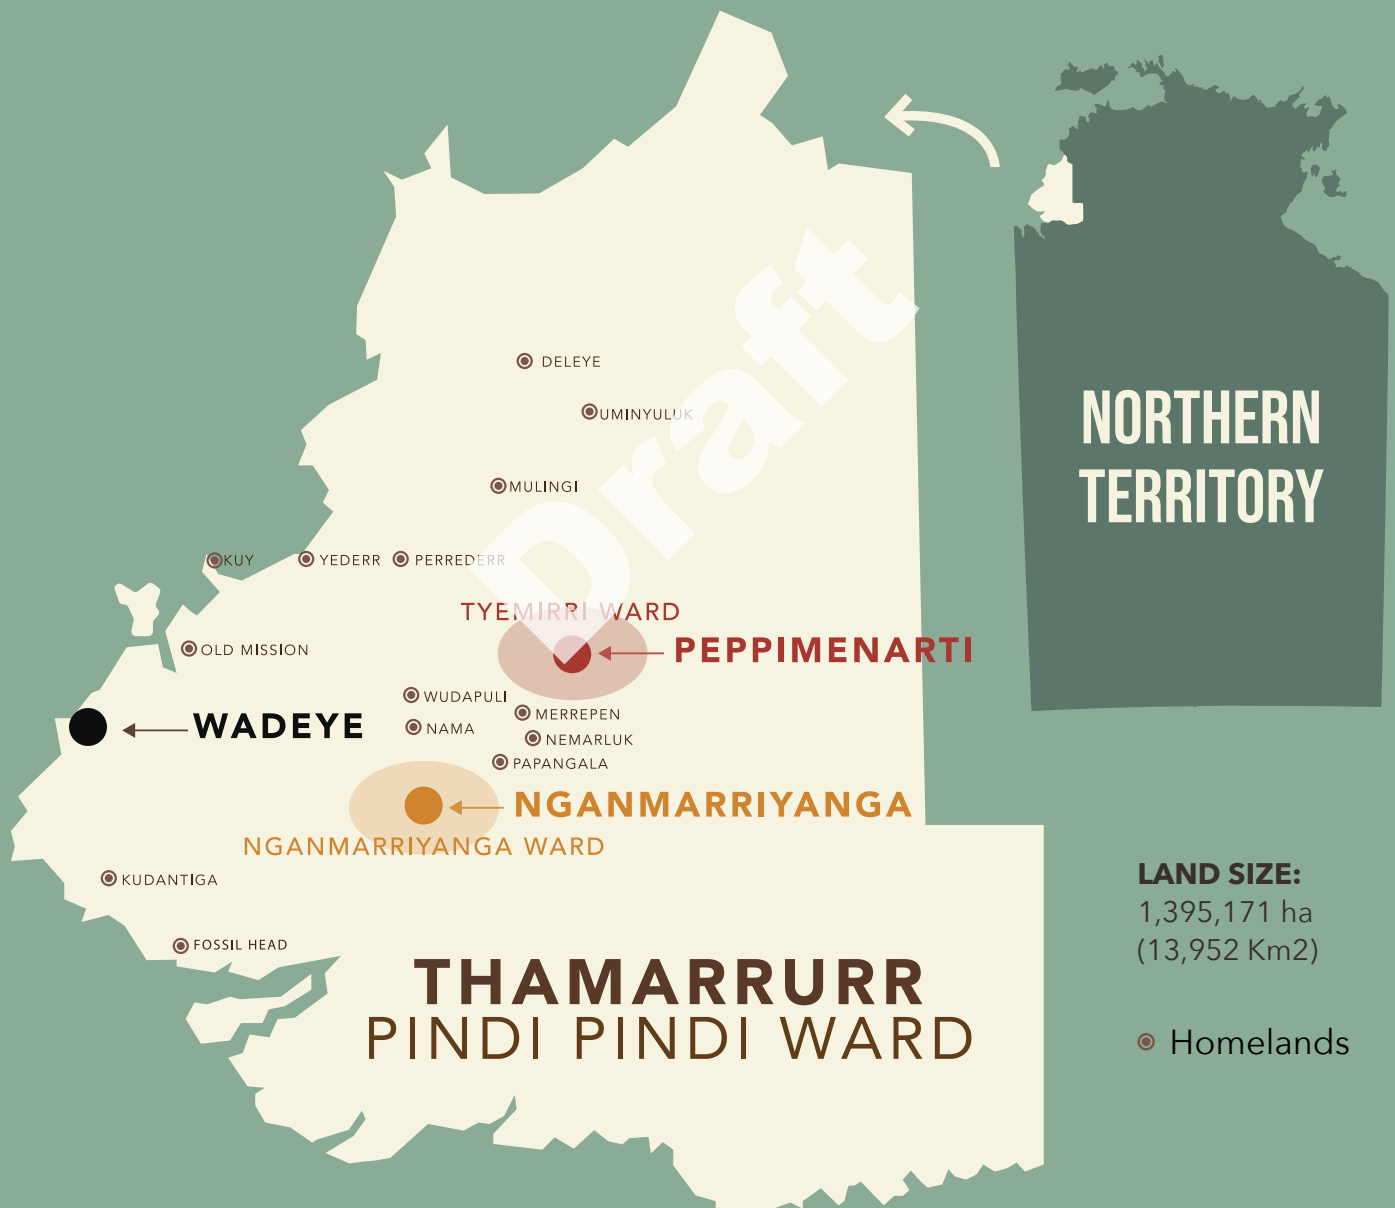 DELEYE
UMINYULUK
MULINGI
KUY
YEDERR
PERREDERR
TYEMIRRI WARD
PEPPIMENARTI
OLD MISSION
WUDAPULI
MERREPEN
WADEYE
NAMA
NEMARLUK
PAPANGALA
NGANMARRIYANGA
NGANMARRIYANGA WARD
KUDANTIGA
FOSSIL HEAD
THAMARRURR
PINDI PINDI WARD
Draft
NORTHERN
TERRITORY
LAND SIZE:
1,395,171 ha
(13,952 Km2)
Homelands